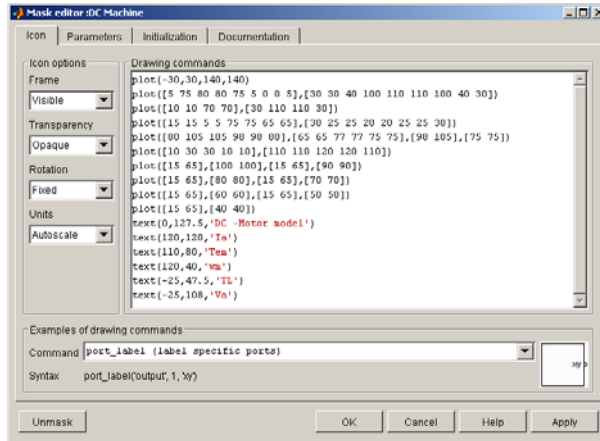 Mask editor :DC Machine
Icon Parameters Initialization Documentation
Icon options
Frame
Visible
Transparency
Opaque
Rotation
Fixed
Units
Autoscale
Drawing commands
plot(-30,30,140,140)
plot([5 75 80 80 75 5 0 0 5],[30 30 40 100 110 110 100 40 30])
plot([10 10 70 70],[30 110 110 30])
plot([15 15 5 5 75 75 65 65],[30 25 25 20 20 25 25 30])
plot([80 105 105 98 98 80],[65 65 77 77 75 75],[98 105],[75 75])
plot([10 30 30 10 10],[110 110 120 120 110])
plot([15 65],[100 100],[15 65],[90 90])
plot([15 65],[80 80],[15 65],[70 70])
plot([15 65],[60 60],[15 65],[50 50])
plot([15 65],[40 40])
text(0,127.5,'DC -Motor model')
text(120,120,'Ia')
text(110,80,'Tem')
text(120,40,'wm')
text(-25,47.5,'TL')
text(-25,108,'Va')
Examples of drawing commands
Command port_label (label specific ports)
Syntax port_label('output', 1, 'xy')
xy
Unmask OK Cancel Help Apply